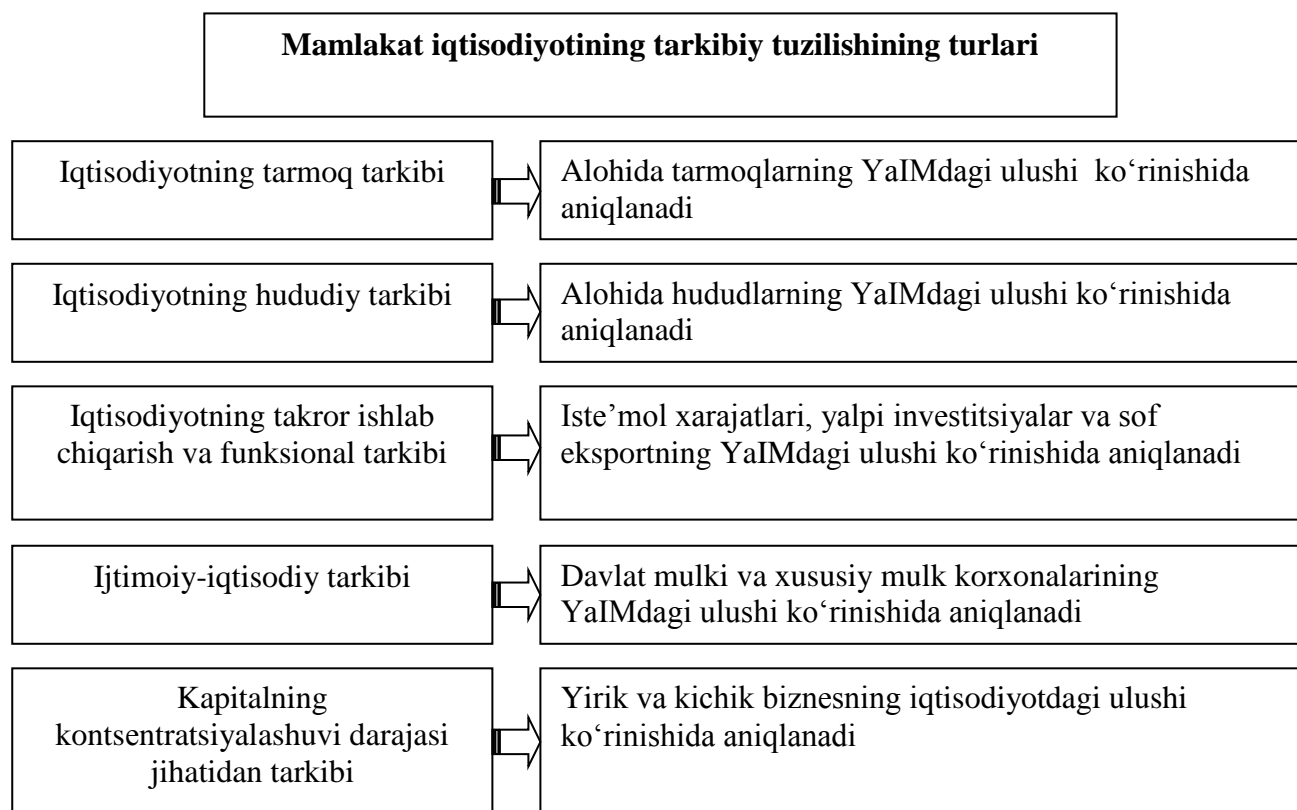 Mamlakat iqtisodiyotining tarkibiy tuzilishining turlari
Iqtisodiyotning tarmoq tarkibi
Alohida tarmoqlarning YaIMdagi ulushi ko‘rinishida
aniqlanadi
Iqtisodiyotning hududiy tarkibi
Alohida hududlarning YaIMdagi ulushi ko‘rinishida
aniqlanadi
Iqtisodiyotning takror ishlab
chiqarish va funksional tarkibi
Iste’mol xarajatlari, yalpi investitsiyalar va sof
eksportning YaIMdagi ulushi ko‘rinishida aniqlanadi
Ijtimoiy-iqtisodiy tarkibi
Davlat mulki va xususiy mulk korxonalarining
YaIMdagi ulushi ko‘rinishida aniqlanadi
Kapitalning
kontsentratsiyalashuvi darajasi
jihatidan tarkibi
Yirik va kichik biznesning iqtisodiyotdagi ulushi
ko‘rinishida aniqlanadi